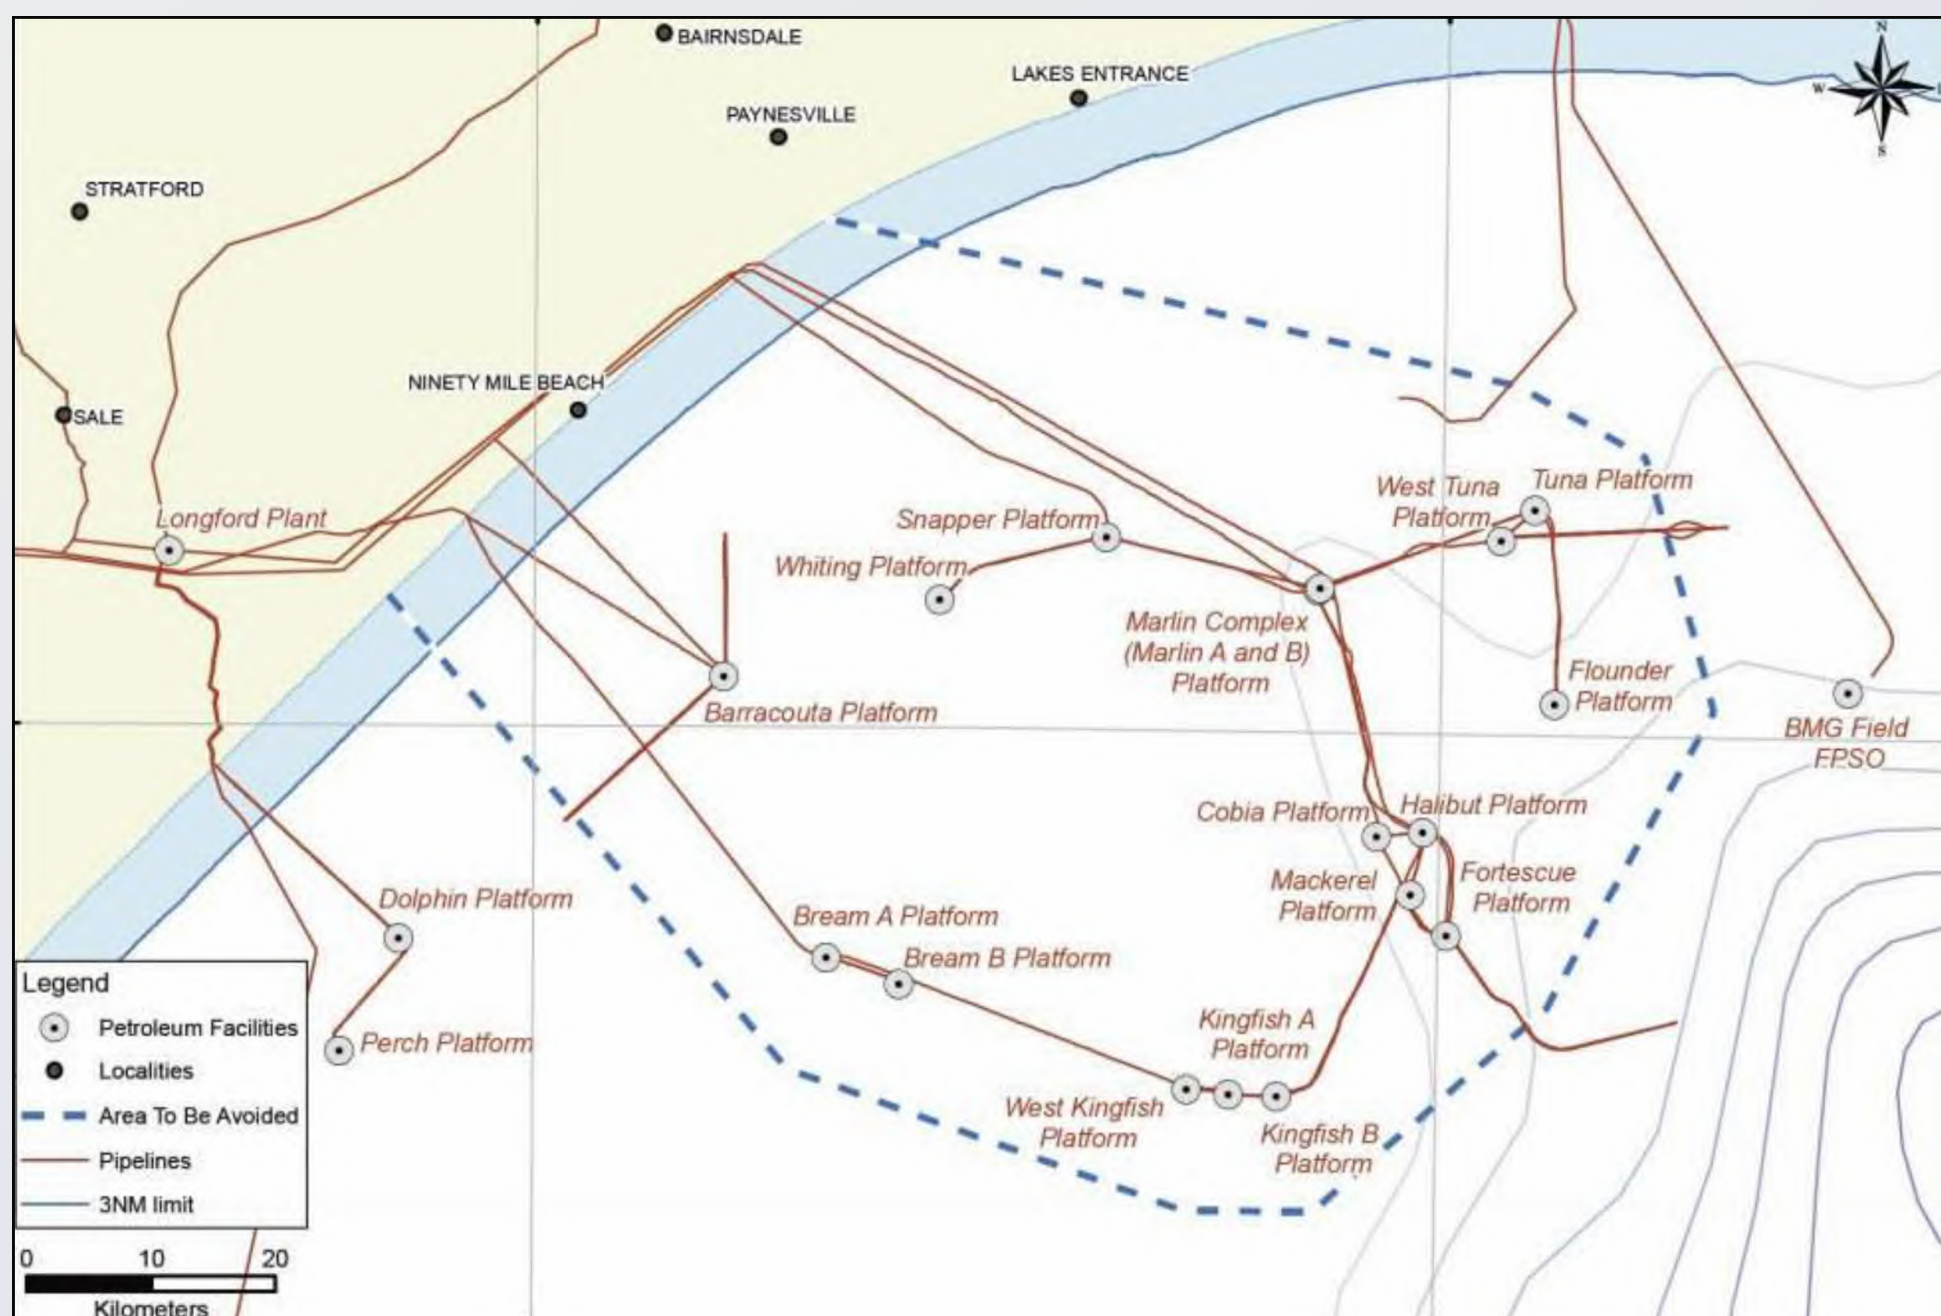 BAIRNSDALE
N
LAKES ENTRANCE
W
S
PAYNESVILLE
STRATFORD
NINETY MILE BEACH
SALE
Longford Plant
Snapper Platform
West Tuna
Platform
Tuna Platform
Whiting Platform
Marlin Complex
(Marlin A and B)
Platform
Flounder
Platform
Barracouta Platform
BMG Field
FPSO
Cobia Platform
Halibut Platform
Mackerel
Platform
Fortescue
Platform
Dolphin Platform
Bream A Platform
Bream B Platform
Kingfish A
Platform
Perch Platform
West Kingfish
Platform
Kingfish B
Platform
Legend
Petroleum Facilities
Localities
Area To Be Avoided
Pipelines
3NM limit
0 10 20
Kilometers